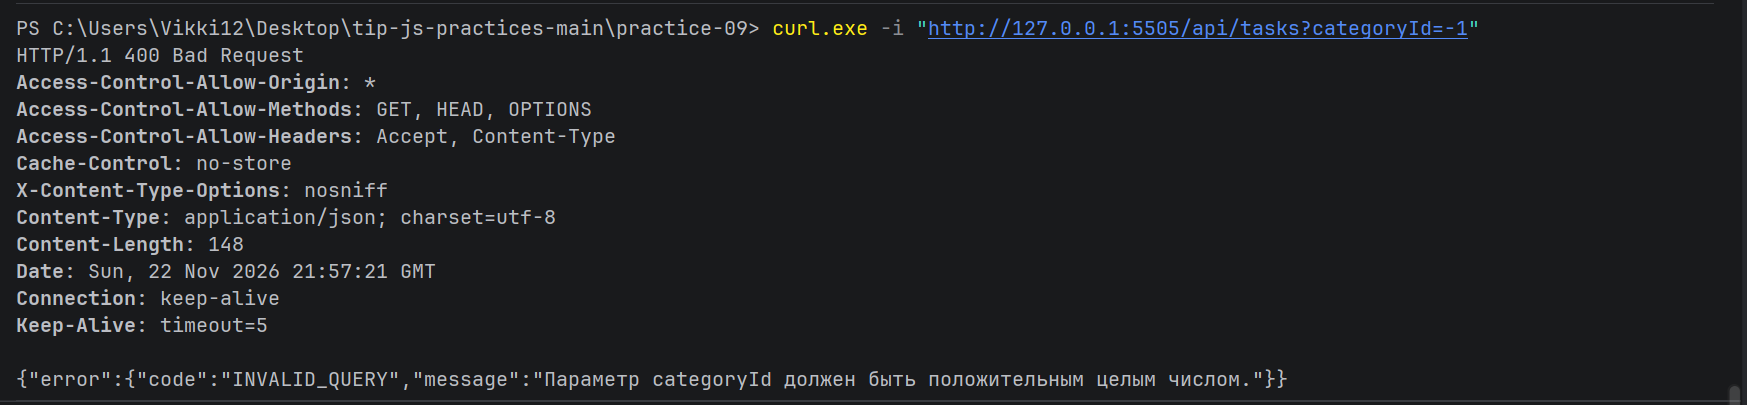 PS C:\Users\Vikki12\Desktop\tip-js-practices-main\practice-09> curl.exe -i "http://127.0.0.1:5505/api/tasks?categoryId=-1"
HTTP/1.1 400 Bad Request
Access-Control-Allow-Origin: *
Access-Control-Allow-Methods: GET, HEAD, OPTIONS
Access-Control-Allow-Headers: Accept, Content-Type
Cache-Control: no-store
X-Content-Type-Options: nosniff
Content-Type: application/json; charset=utf-8
Content-Length: 148
Date: Sun, 22 Nov 2026 21:57:21 GMT
Connection: keep-alive
Keep-Alive: timeout=5
{"error":{"code":"INVALID_QUERY","message":"Параметр categoryId должен быть положительным целым числом."}}